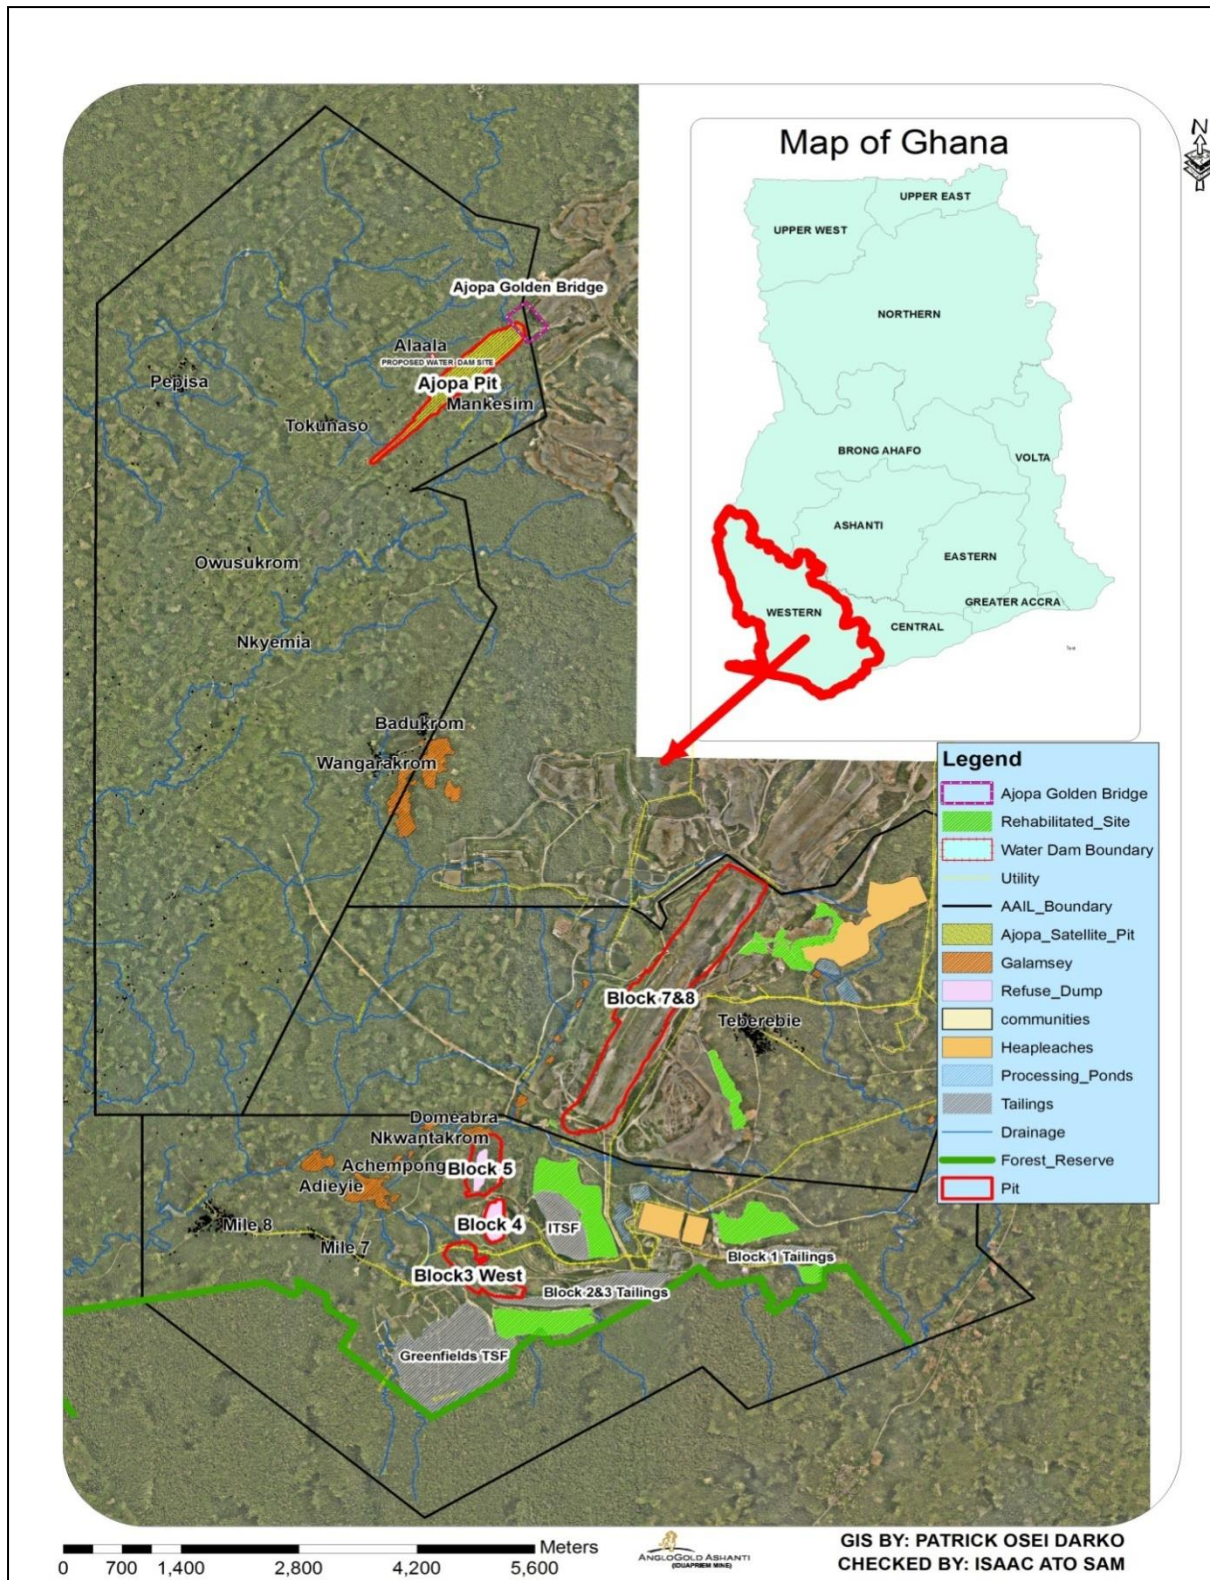 N
Map of Ghana
UPPER EAST
UPPER WEST
NORTHERN
BRONG AHAFO
VOLTA
ASHANTI
EASTERN
GREATER ACCRA
WESTERN
CENTRAL
Ajopa Golden Bridge
Alaala
PROPOSED WATER DAM SITE
Pepisa
Ajopa Pit
Mankesim
Tokunaso
Owusukrom
Nkyemia
Badukrom
Wangarakrom
Legend
Ajopa Golden Bridge
Rehabilitated_Site
Water Dam Boundary
Utility
AAIL_Boundary
Ajopa_Satellite_Pit
Galamsey
Refuse_Dump
communities
Heapleaches
Processing_Ponds
Tailings
Drainage
Forest_Reserve
Pit
Block 7&8
Teberebie
Domeabra
Nkwantakrom
Achempong
Block 5
Adieyie
Mile 8
Block 4
ITSF
Mile 7
Block 1 Tailings
Block3 West
Block 2&3 Tailings
Greenfields TSF
Meters
0 700 1,400 2,800 4,200 5,600
ANGLOGOLD ASHANTI
(IDUAPRIEM MINE)
GIS BY: PATRICK OSEI DARKO
CHECKED BY: ISAAC ATO SAM